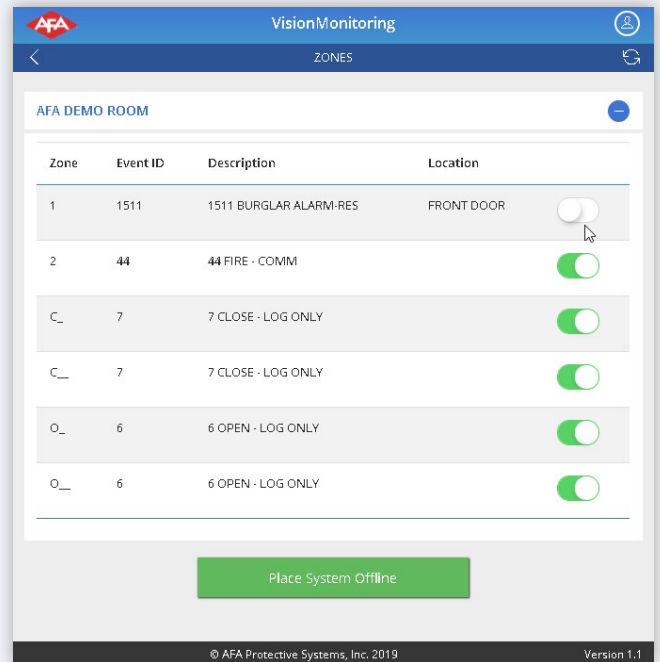 AFA VisionMonitoring
ZONES
AFA DEMO ROOM
Zone Event ID Description Location
1 1511 1511 BURGLAR ALARM-RES FRONT DOOR
2 44 44 FIRE - COMM
C_ 7 7 CLOSE - LOG ONLY
C__ 7 7 CLOSE - LOG ONLY
O_ 6 6 OPEN - LOG ONLY
O__ 6 6 OPEN - LOG ONLY
Place System Offline
© AFA Protective Systems, Inc. 2019 Version 1.1